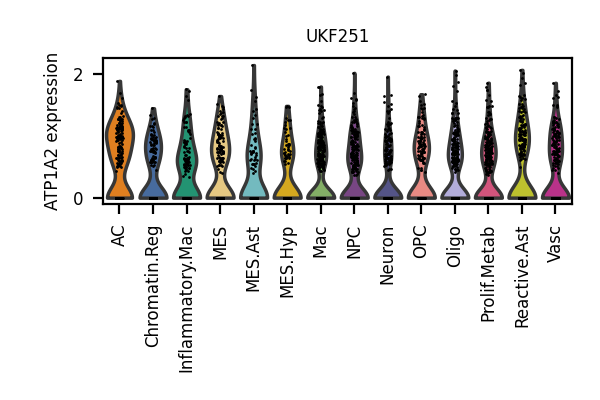 UKF251
ATP1A2 expression
2
0
AC
Chromatin.Reg
Inflammatory.Mac
MES
MES.Ast
MES.Hyp
Mac
NPC
Neuron
OPC
Oligo
Prolif.Metab
Reactive.Ast
Vasc